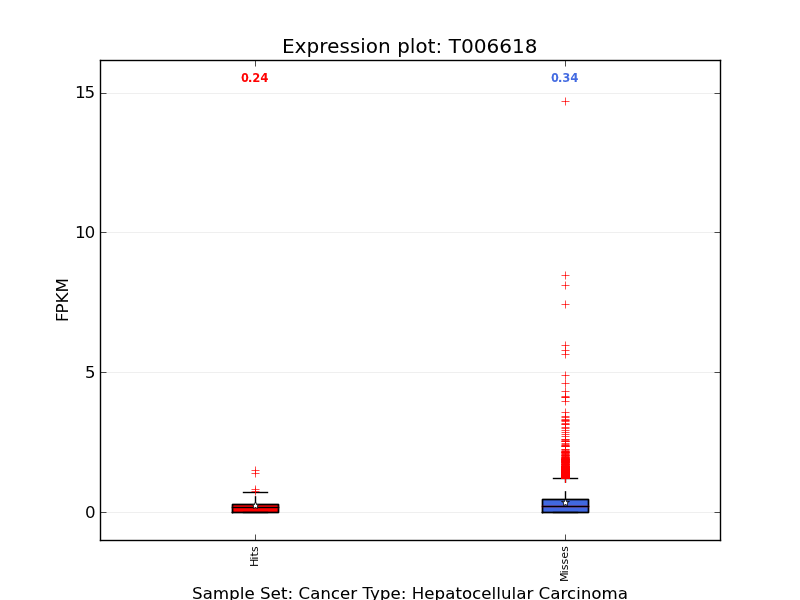 Expression plot: T006618
0.24
0.34
15
10
5
0
FPKM
Hits
Misses
Sample Set: Cancer Type: Hepatocellular Carcinoma